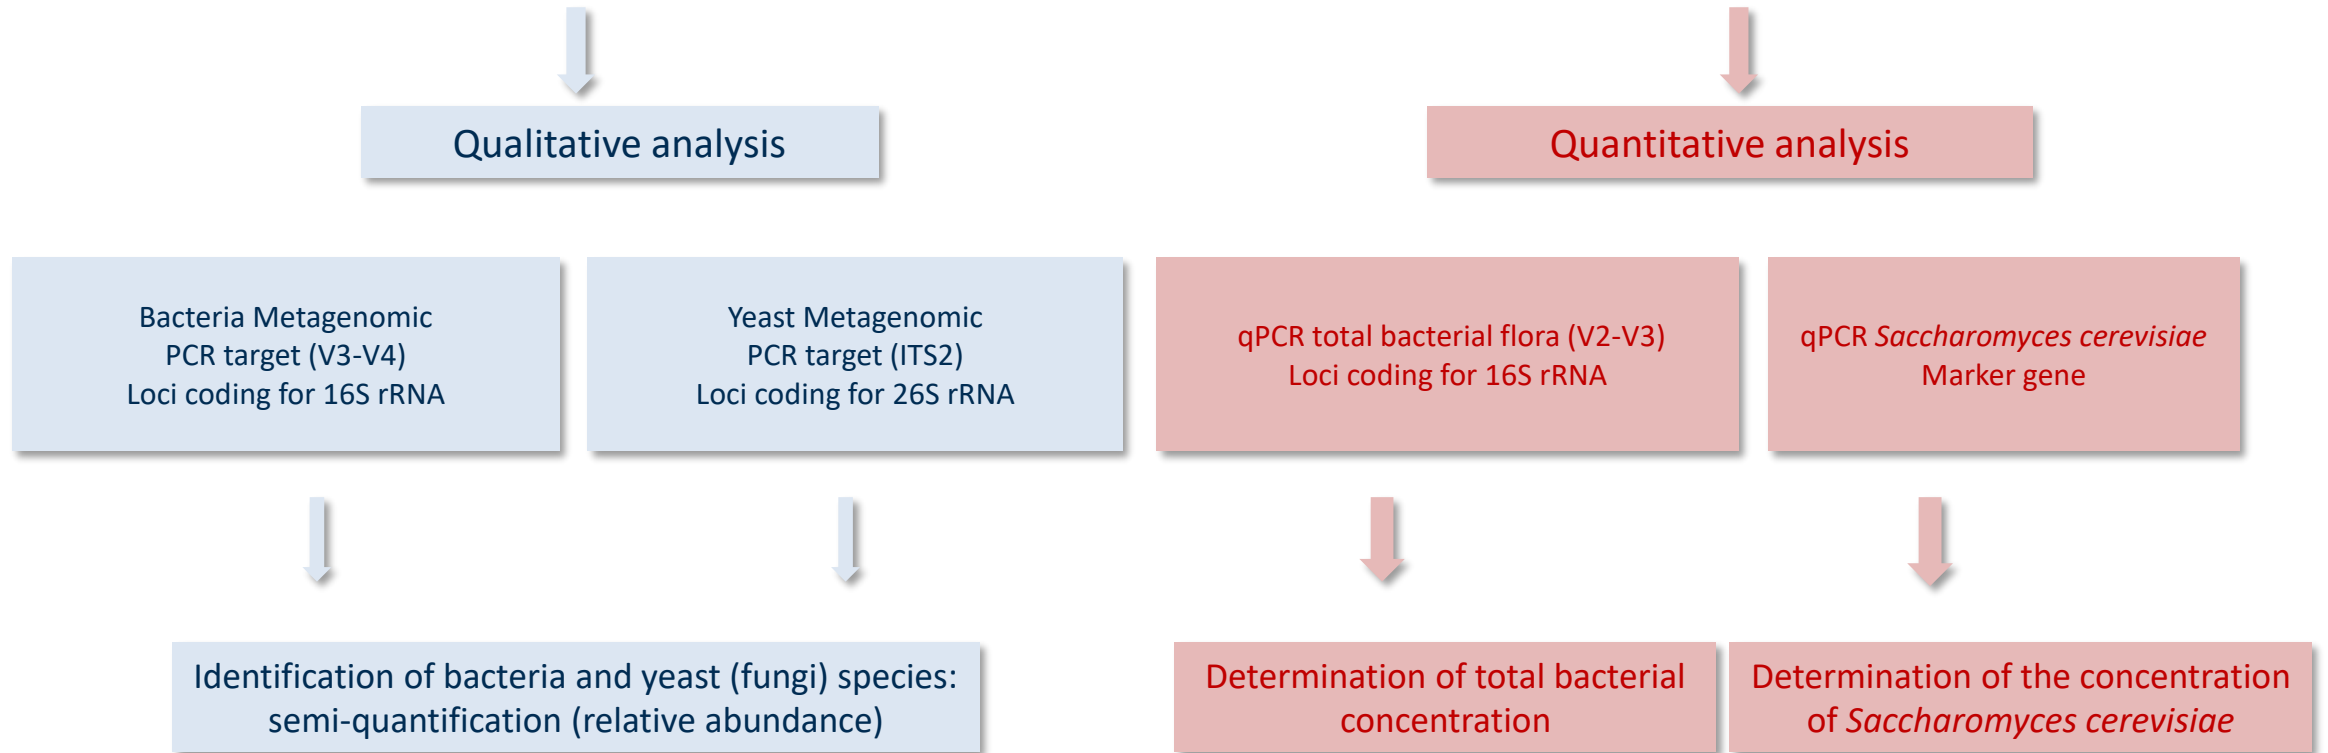 Qualitative analysis
Quantitative analysis
Bacteria Metagenomic
PCR target (V3-V4)
Loci coding for 16S rRNA
Yeast Metagenomic
PCR target (ITS2)
Loci coding for 26S rRNA
qPCR total bacterial flora (V2-V3)
Loci coding for 16S rRNA
qPCR Saccharomyces cerevisiae
Marker gene
Identification of bacteria and yeast (fungi) species:
semi-quantification (relative abundance)
Determination of total bacterial
concentration
Determination of the concentration
of Saccharomyces cerevisiae